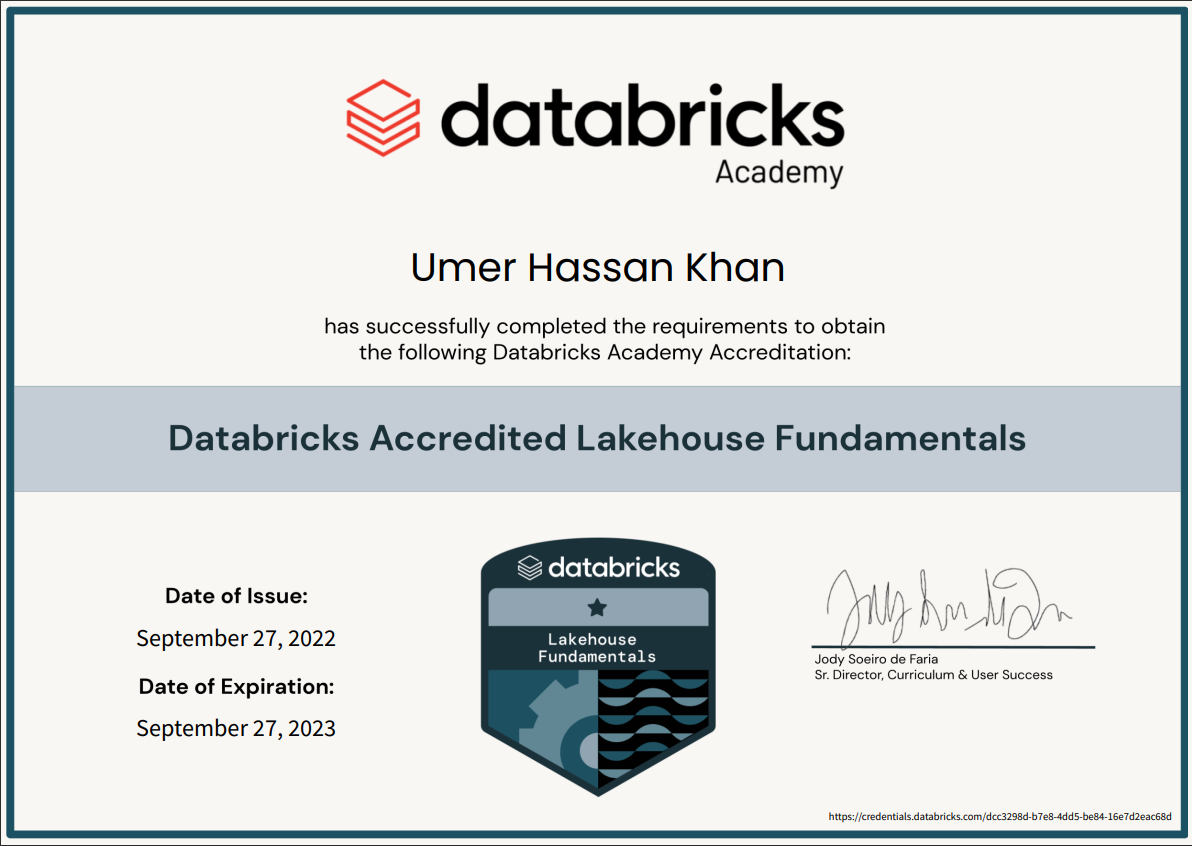 databricks
Academy
Umer Hassan Khan
has successfully completed the requirements to obtain
the following Databricks Academy Accreditation:
Databricks Accredited Lakehouse Fundamentals
Date of Issue:
September 27, 2022
Date of Expiration:
September 27, 2023
databricks
Lakehouse
Fundamentals
Jody Soeiro de Faria
Sr. Director, Curriculum & User Success
https://credentials.databricks.com/dcc3298d-b7e8-4dd5-be84-16e7d2eac68d